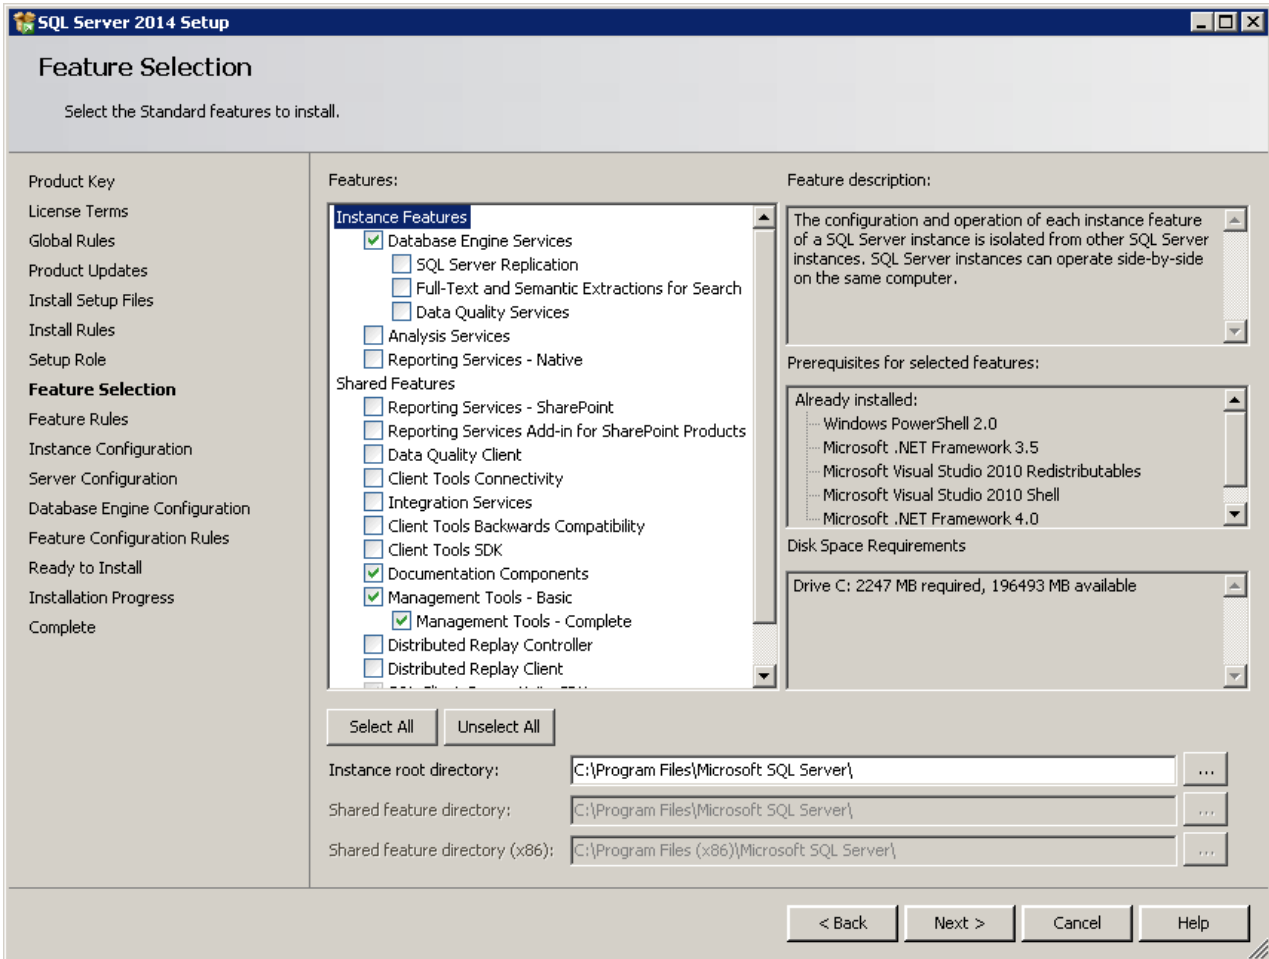 SQL Server 2014 Setup
Feature Selection
Select the Standard features to install.
Product Key
License Terms
Global Rules
Product Updates
Install Setup Files
Install Rules
Setup Role
Feature Selection
Feature Rules
Instance Configuration
Server Configuration
Database Engine Configuration
Feature Configuration Rules
Ready to Install
Installation Progress
Complete
Features:
Instance Features
Database Engine Services
SQL Server Replication
Full-Text and Semantic Extractions for Search
Data Quality Services
Analysis Services
Reporting Services - Native
Shared Features
Reporting Services - SharePoint
Reporting Services Add-in for SharePoint Products
Data Quality Client
Client Tools Connectivity
Integration Services
Client Tools Backwards Compatibility
Client Tools SDK
Documentation Components
Management Tools - Basic
Management Tools - Complete
Distributed Replay Controller
Distributed Replay Client
Feature description:
The configuration and operation of each instance feature
of a SQL Server instance is isolated from other SQL Server
instances. SQL Server instances can operate side-by-side
on the same computer.
Prerequisites for selected features:
Already installed:
Windows PowerShell 2.0
Microsoft .NET Framework 3.5
Microsoft Visual Studio 2010 Redistributables
Microsoft Visual Studio 2010 Shell
Microsoft .NET Framework 4.0
Disk Space Requirements
Drive C: 2247 MB required, 196493 MB available
Select All
Unselect All
Instance root directory:
C:\Program Files\Microsoft SQL Server\
...
Shared feature directory:
C:\Program Files\Microsoft SQL Server\
...
Shared feature directory (x86):
C:\Program Files (x86)\Microsoft SQL Server\
...
< Back
Next >
Cancel
Help